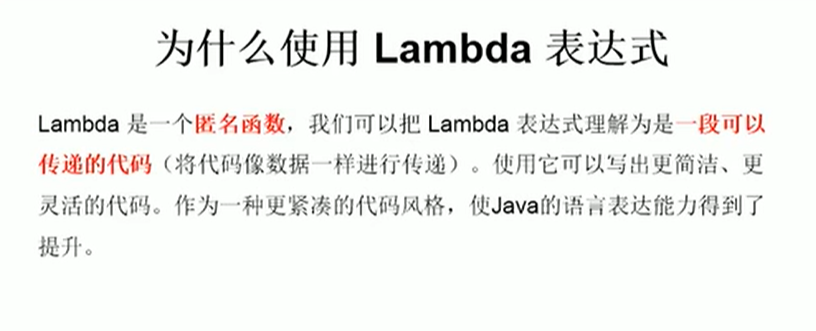 为什么使用 Lambda 表达式
Lambda 是一个匿名函数，我们可以把 Lambda 表达式理解为是一段可以
传递的代码（将代码像数据一样进行传递）。使用它可以写出更简洁、更
灵活的代码。作为一种更紧凑的代码风格，使Java的语言表达能力得到了
提升。